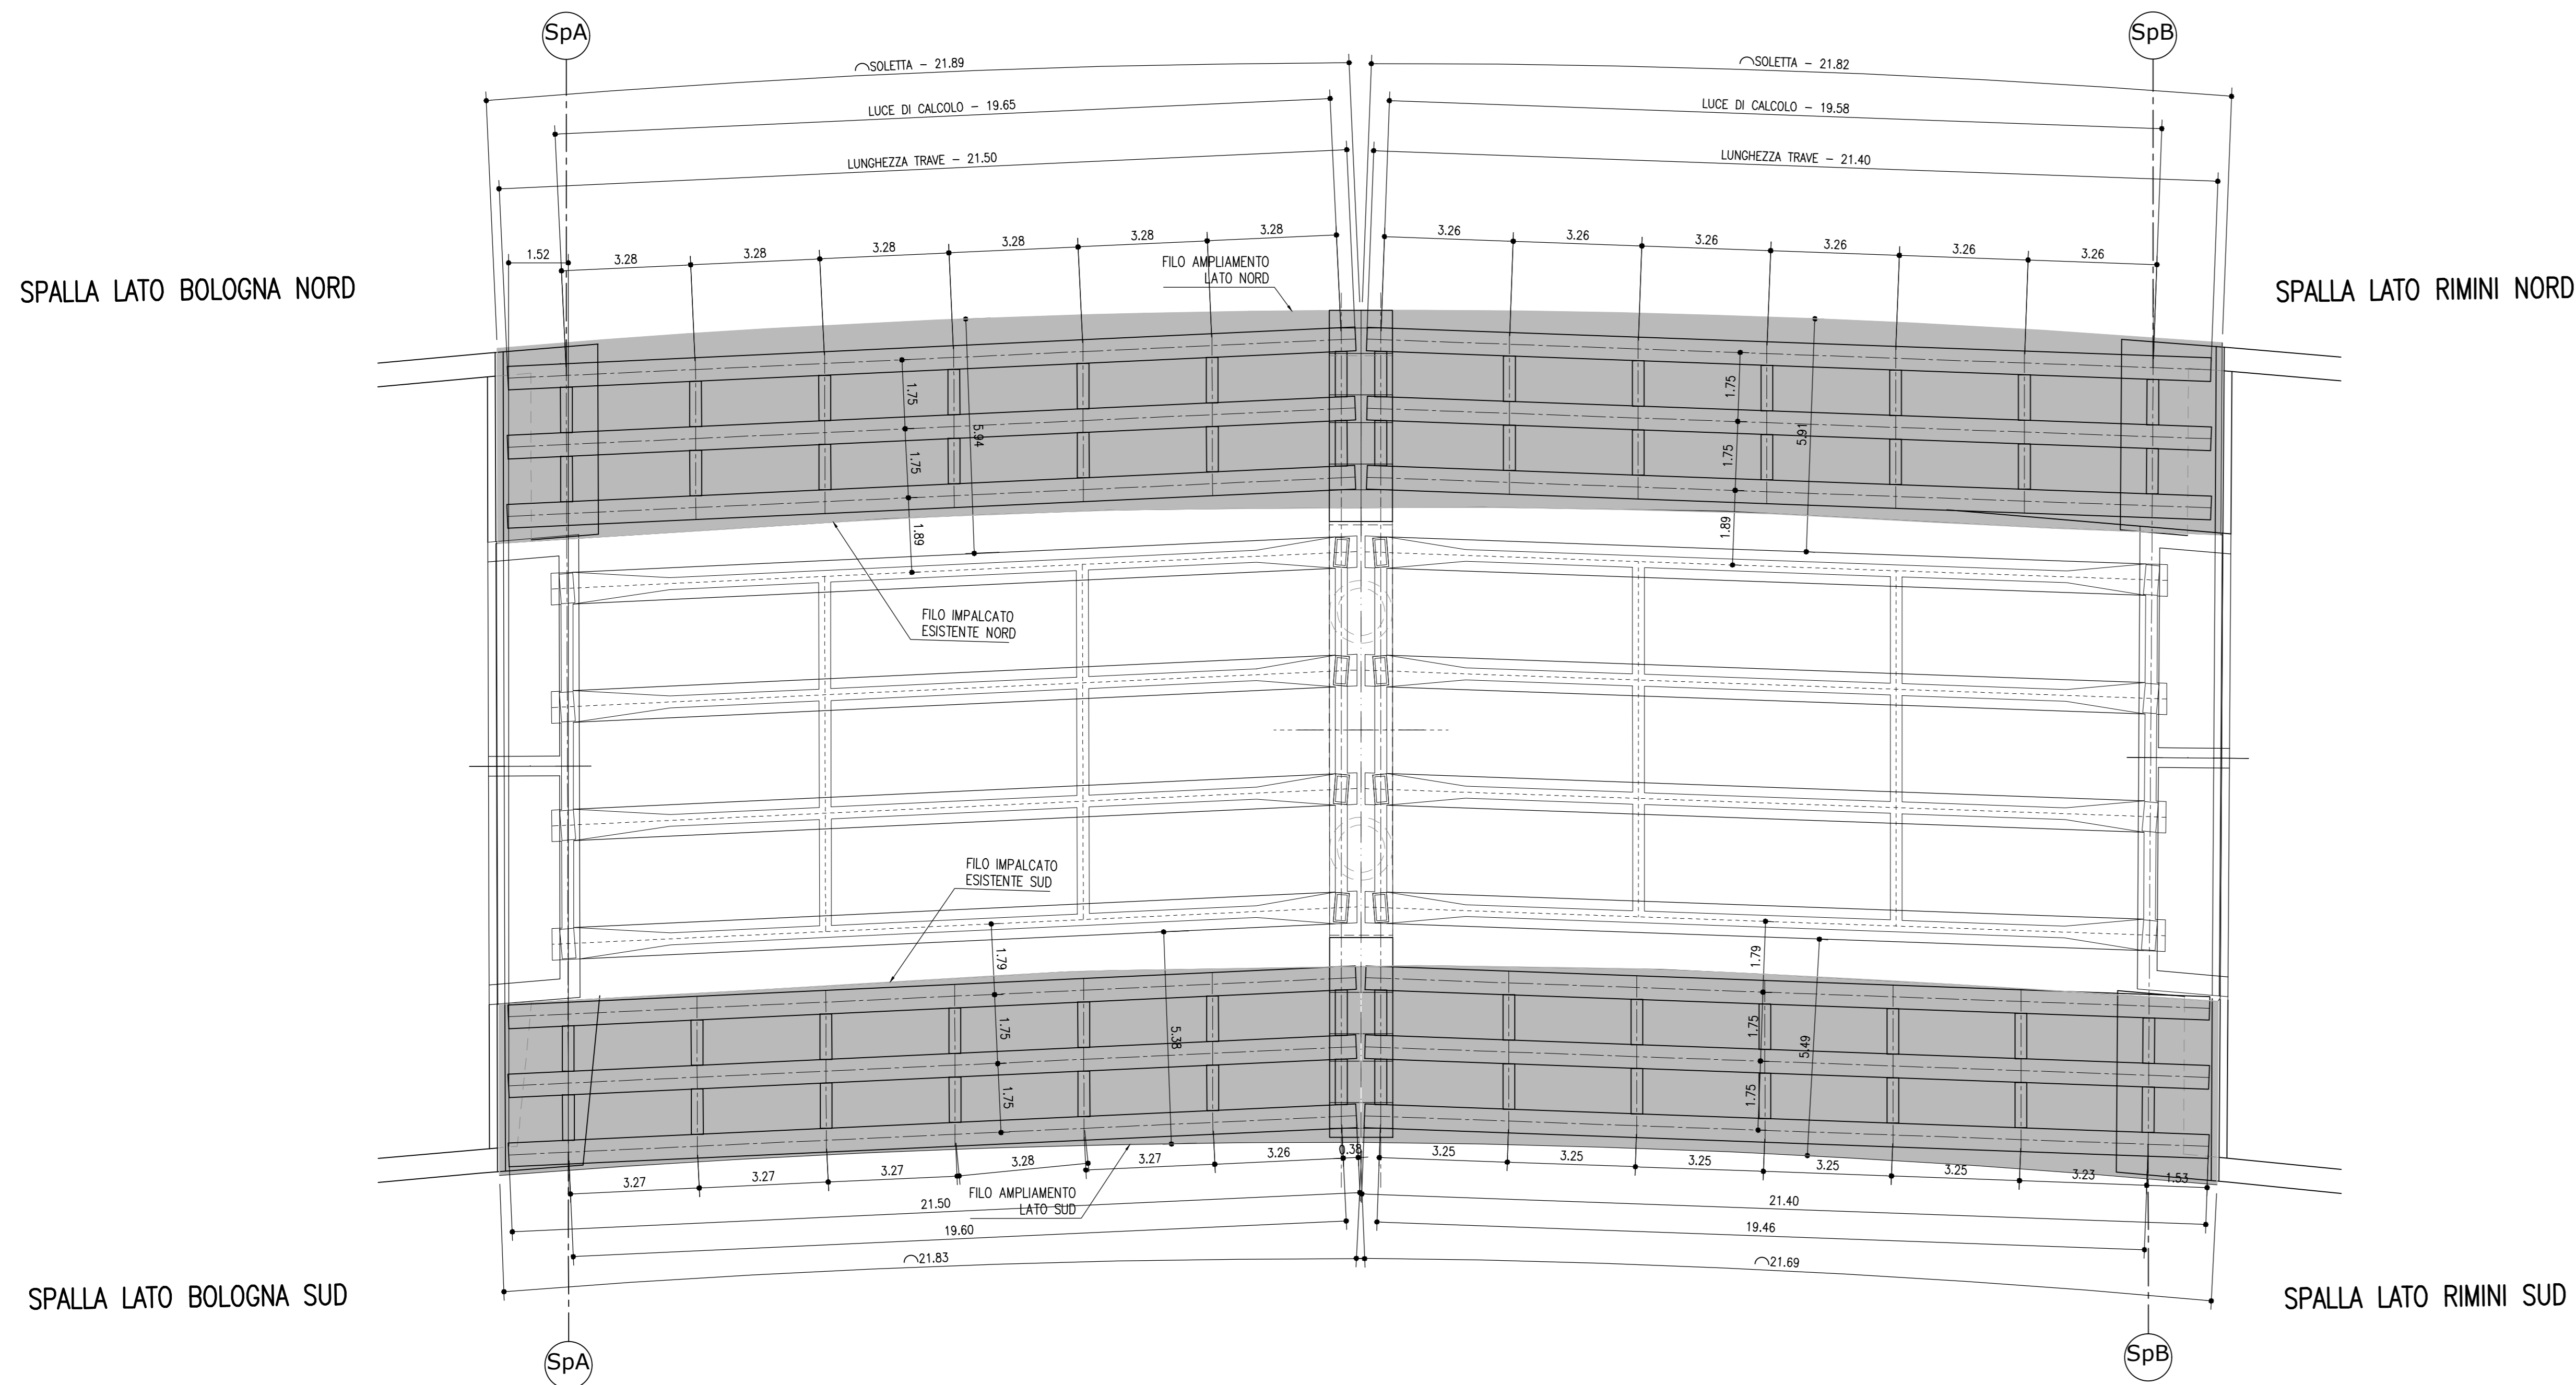 SpA
SpB
⌒SOLETTA - 21.89
⌒SOLETTA - 21.82
LUCE DI CALCOLO - 19.65
LUCE DI CALCOLO - 19.58
LUNGHEZZA TRAVE - 21.50
LUNGHEZZA TRAVE - 21.40
1.52
3.28
3.28
3.28
3.28
3.28
3.28
3.26
3.26
3.26
3.26
3.26
3.26
FILO AMPLIAMENTO
LATO NORD
SPALLA LATO BOLOGNA NORD
SPALLA LATO RIMINI NORD
1.75
1.75
1.89
5.94
1.75
1.75
1.89
5.91
FILO IMPALCATO
ESISTENTE NORD
FILO IMPALCATO
ESISTENTE SUD
1.79
1.75
1.75
5.38
1.79
1.75
1.75
5.49
3.27
3.27
3.27
3.28
3.27
3.26
0.38
3.25
3.25
3.25
3.25
3.25
3.23
1.53
FILO AMPLIAMENTO
LATO SUD
21.50
21.40
19.60
19.46
⌒21.83
⌒21.69
SPALLA LATO BOLOGNA SUD
SPALLA LATO RIMINI SUD
SpA
SpB